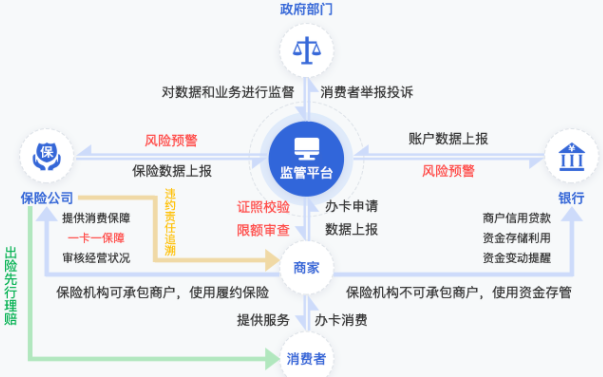 政府部门
对数据和业务进行监督
消费者举报投诉
保
风险预警
保险数据上报
保险公司
监管平台
账户数据上报
风险预警
¥
银行
提供消费保障
一卡一保障
审核经营状况
违约责任追溯
证照校验
限额审查
办卡申请
数据上报
商户信用贷款
资金存储利用
资金变动提醒
商家
出险先行理赔
保险机构可承包商户，使用履约保险
保险机构不可承包商户，使用资金存管
提供服务
办卡消费
消费者